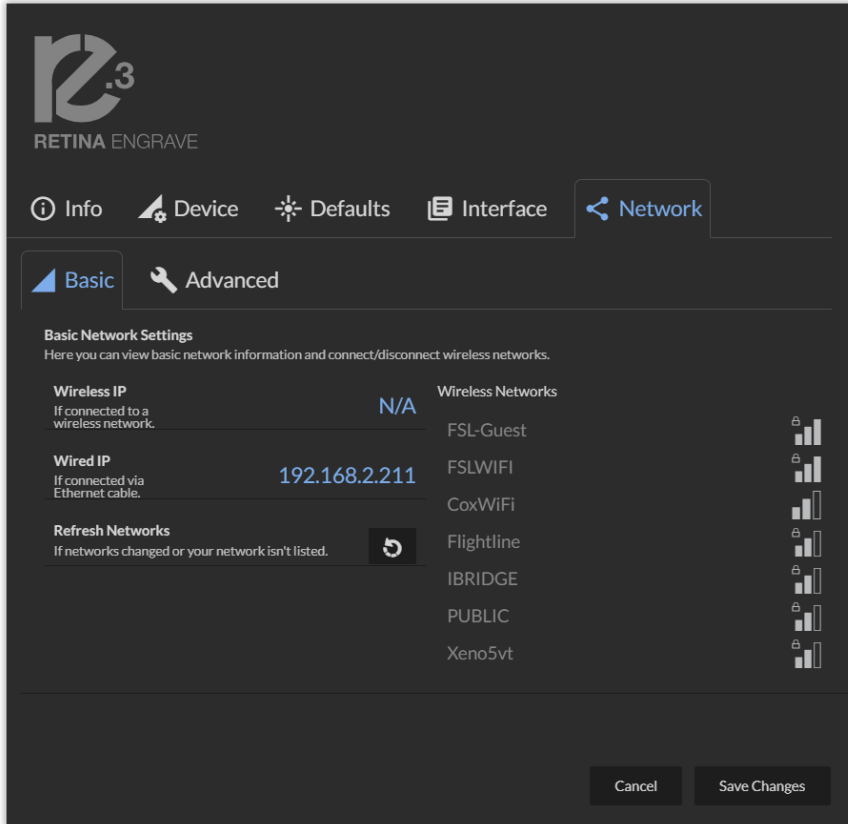 re.3
RETINA ENGRAVE
Info Device Defaults Interface Network
Basic Advanced
Basic Network Settings
Here you can view basic network information and connect/disconnect wireless networks.
Wireless IP
If connected to a
wireless network.
N/A
Wired IP
If connected via
Ethernet cable.
192.168.2.211
Refresh Networks
If networks changed or your network isn't listed.
Wireless Networks
FSL-Guest
FSLWIFI
CoxWiFi
Flightline
IBRIDGE
PUBLIC
Xeno5vt
Cancel Save Changes